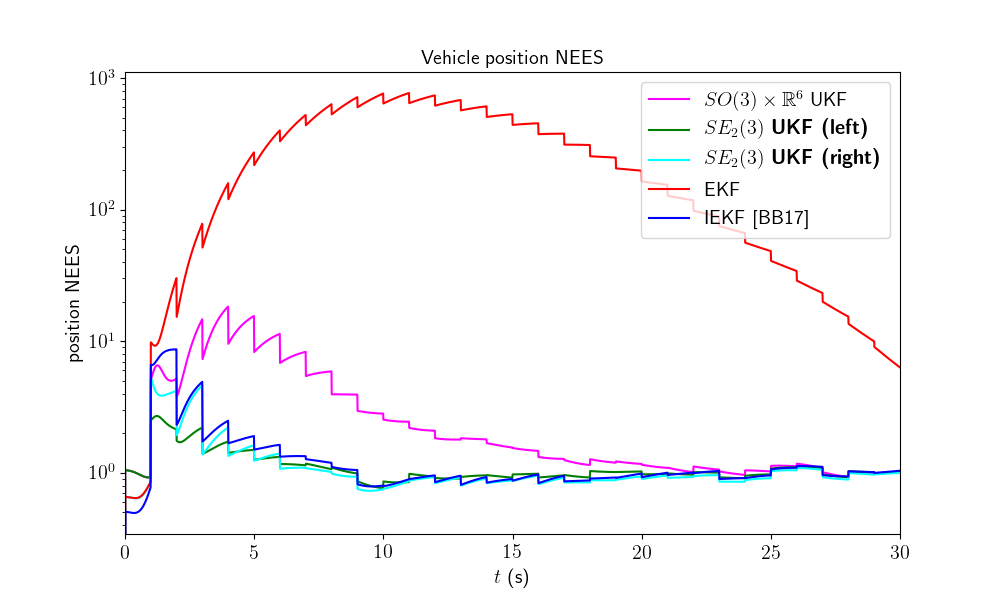 Vehicle position NEES
10³
10²
10¹
10⁰
position NEES
SO(3) × ℝ⁶ UKF
SE₂(3) UKF (left)
SE₂(3) UKF (right)
EKF
IEKF [BB17]
0 5 10 15 20 25 30
t (s)